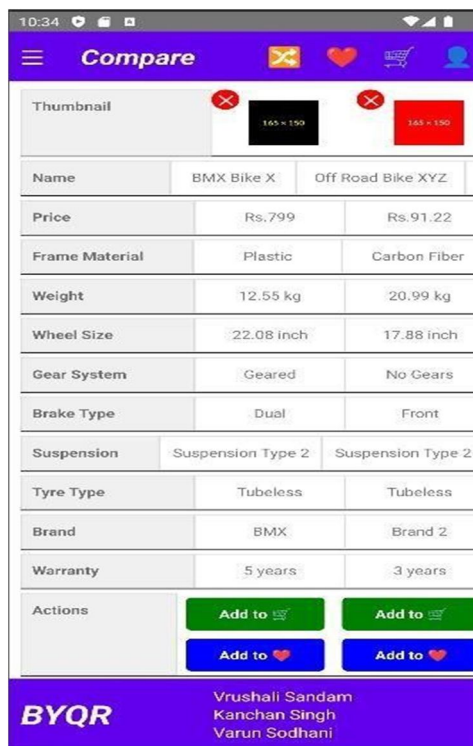 10:34
Compare
Thumbnail 165 × 150 165 × 150
Name BMX Bike X Off Road Bike XYZ
Price Rs.799 Rs.91.22
Frame Material Plastic Carbon Fiber
Weight 12.55 kg 20.99 kg
Wheel Size 22.08 inch 17.88 inch
Gear System Geared No Gears
Brake Type Dual Front
Suspension Suspension Type 2 Suspension Type 2
Tyre Type Tubeless Tubeless
Brand BMX Brand 2
Warranty 5 years 3 years
Actions Add to 🛒 Add to 🛒
Add to ❤️ Add to ❤️
BYQR
Vrushali Sandam
Kanchan Singh
Varun Sodhani